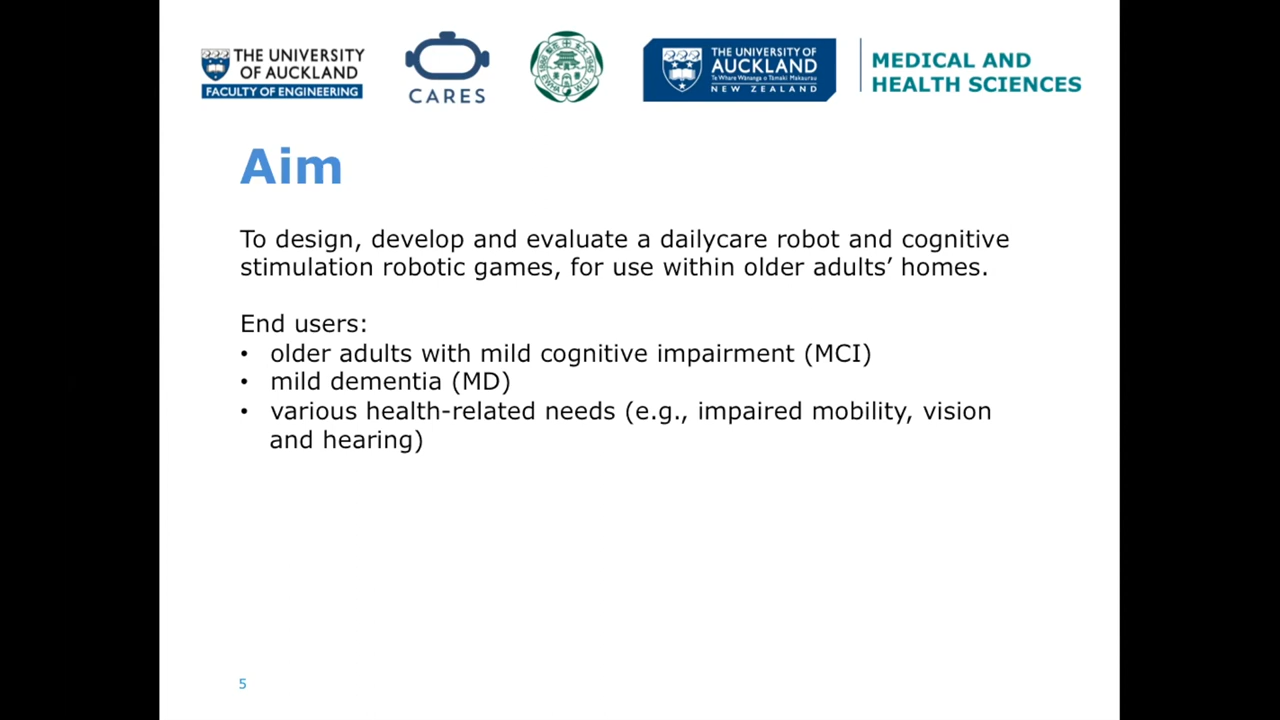 THE UNIVERSITY
OF AUCKLAND
FACULTY OF ENGINEERING
CARES
THE UNIVERSITY OF
AUCKLAND
Te Whare Wānanga o Tāmaki Makaurau
NEW ZEALAND
MEDICAL AND
HEALTH SCIENCES
Aim
To design, develop and evaluate a dailycare robot and cognitive
stimulation robotic games, for use within older adults’ homes.
End users:
• older adults with mild cognitive impairment (MCI)
• mild dementia (MD)
• various health-related needs (e.g., impaired mobility, vision
and hearing)
5